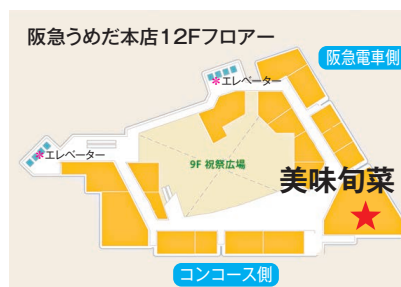 阪急うめだ本店12Fフロアー
阪急電車側
*エレベーター
*エレベーター
9F 祝祭広場
美味旬菜
★
コンコース側